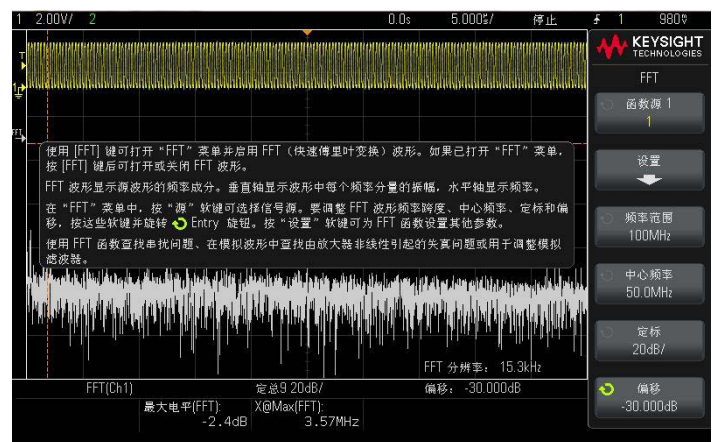 1 2.00V/ 2 0.0s 5.000㎲/ 停止 1 980
KEYSIGHT
TECHNOLOGIES
FFT
函数源 1
1
设置
频率范围
100MHz
中心频率
50.0MHz
定标
20dB/
偏移
-30.000dB
T
1
FFT
使用 [FFT] 键可打开“FFT”菜单并启用 FFT（快速傅里叶变换）波形。如果已打开“FFT”菜单，
按 [FFT] 键后可打开或关闭 FFT 波形。
FFT 波形显示源波形的频率成分。垂直轴显示波形中每个频率分量的振幅，水平轴显示频率。
在“FFT”菜单中，按“源”软键可选择信号源。要调整 FFT 波形频率跨度、中心频率、定标和偏
移，按这些软键并旋转 Entry 旋钮。按“设置”软键可为 FFT 函数设置其他参数。
使用 FFT 函数查找串扰问题、在模拟波形中查找由放大器非线性引起的失真问题或用于调整模拟
滤波器。
FFT 分辨率： 15.3kHz
FFT(Ch1) 定总9 20dB/ 偏移： -30.000dB
最大电平(FFT): X@Max(FFT):
-2.4dB 3.57MHz